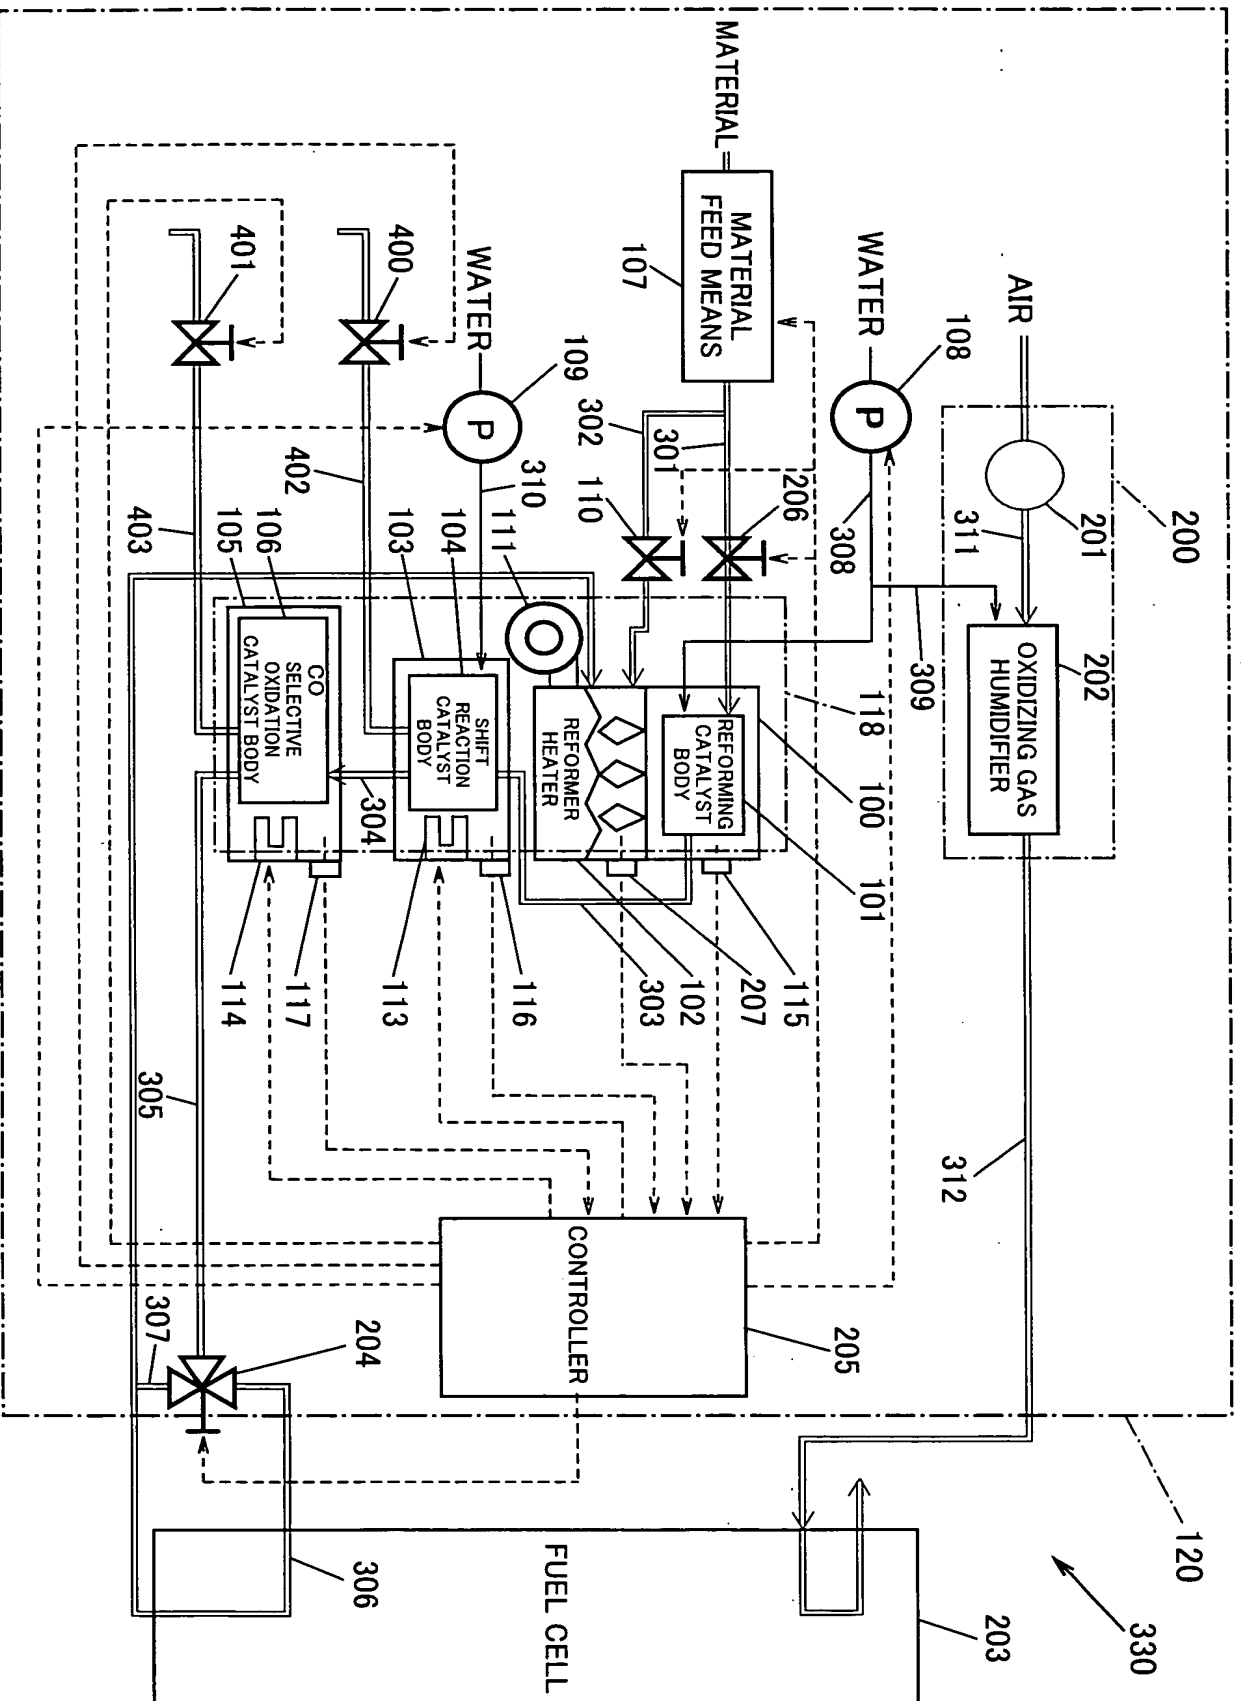 330
120
AIR
201
311
200
202
OXIDIZING GAS
HUMIDIFIER
312
203
WATER
108
P
308
309
118
100
101
205
MATERIAL
MATERIAL
FEED MEANS
107
301
302
206
110
REFORMING
CATALYST
BODY
115
207
102
303
111
REFORMER
HEATER
CONTROLLER
FUEL CELL
WATER
109
P
310
104
103
SHIFT
REACTION
CATALYST
BODY
116
113
400
402
304
204
306
401
403
106
105
CO
SELECTIVE
OXIDATION
CATALYST BODY
117
114
305
307